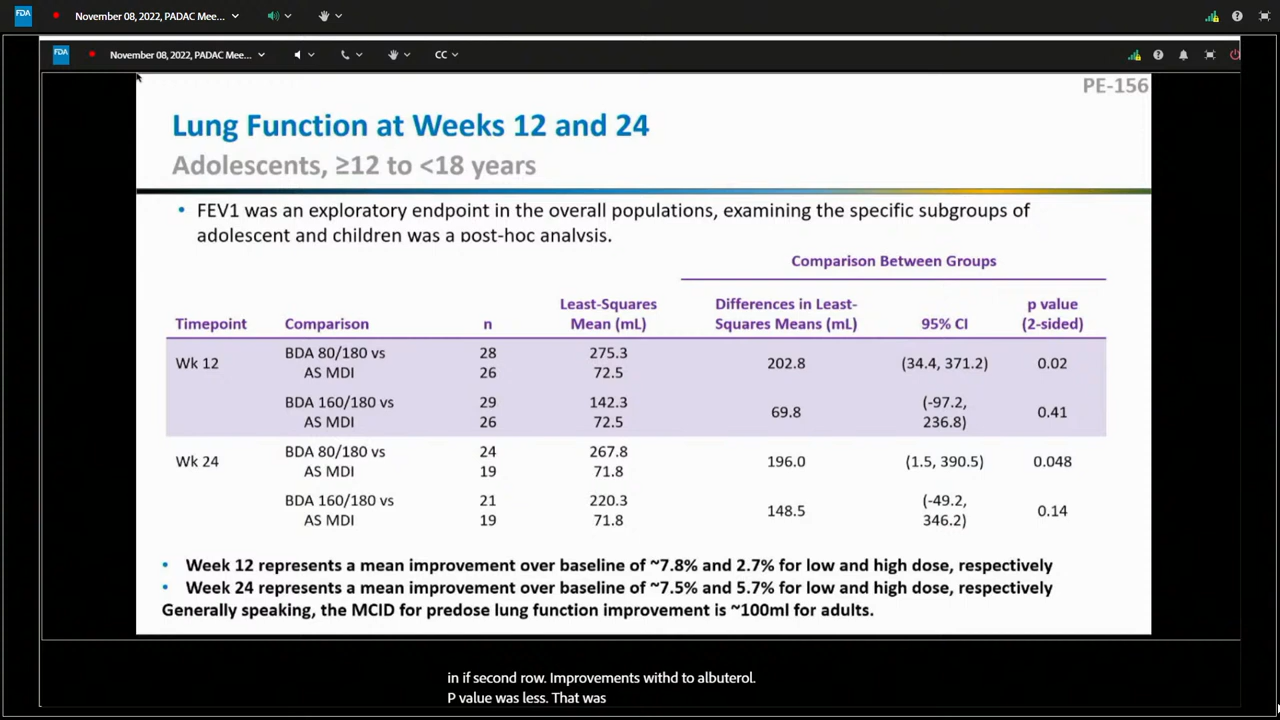 FDA November 08, 2022, PADAC Mee...
FDA November 08, 2022, PADAC Mee... CC
PE-156
Lung Function at Weeks 12 and 24
Adolescents, ≥12 to <18 years
• FEV1 was an exploratory endpoint in the overall populations, examining the specific subgroups of
adolescent and children was a post-hoc analysis.
Comparison Between Groups
Timepoint Comparison n Least-Squares Mean (mL) Differences in Least-Squares Means (mL) 95% CI p value (2-sided)
Wk 12 BDA 80/180 vs 28 275.3 202.8 (34.4, 371.2) 0.02
AS MDI 26 72.5
BDA 160/180 vs 29 142.3 69.8 (-97.2, 236.8) 0.41
AS MDI 26 72.5
Wk 24 BDA 80/180 vs 24 267.8 196.0 (1.5, 390.5) 0.048
AS MDI 19 71.8
BDA 160/180 vs 21 220.3 148.5 (-49.2, 346.2) 0.14
AS MDI 19 71.8
• Week 12 represents a mean improvement over baseline of ~7.8% and 2.7% for low and high dose, respectively
• Week 24 represents a mean improvement over baseline of ~7.5% and 5.7% for low and high dose, respectively
Generally speaking, the MCID for predose lung function improvement is ~100ml for adults.
in if second row. Improvements withd to albuterol.
P value was less. That was